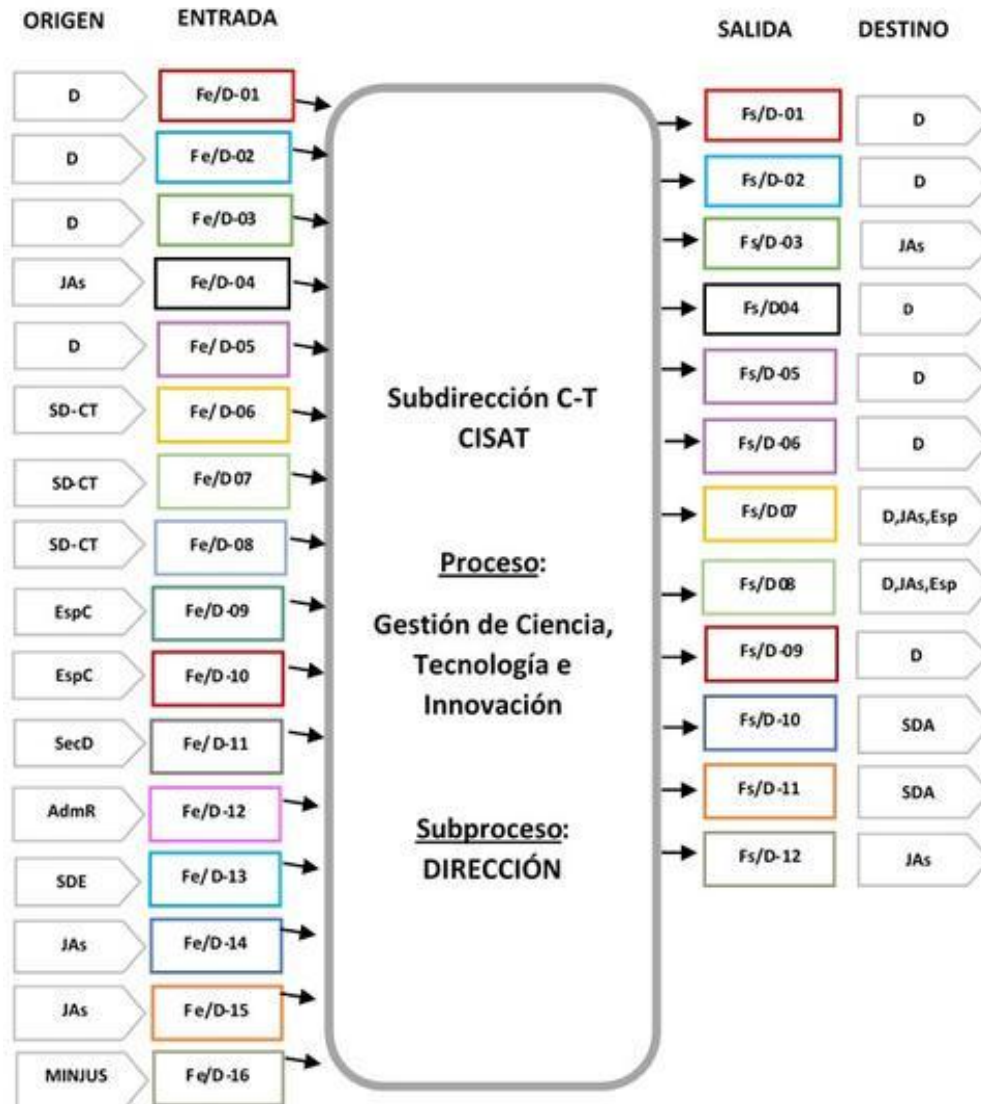 ORIGEN ENTRADA SALIDA DESTINO
D Fe/D-01
D Fe/D-02
D Fe/D-03
JAs Fe/D-04
D Fe/D-05
SD-CT Fe/D-06
SD-CT Fe/D07
SD-CT Fe/D-08
EspC Fe/D-09
EspC Fe/D-10
SecD Fe/D-11
AdmR Fe/D-12
SDE Fe/D-13
JAs Fe/D-14
JAs Fe/D-15
MINJUS Fe/D-16
Subdirección C-T
CISAT
Proceso:
Gestión de Ciencia,
Tecnología e
Innovación
Subproceso:
DIRECCIÓN
Fs/D-01 D
Fs/D-02 D
Fs/D-03 JAs
Fs/D04 D
Fs/D-05 D
Fs/D-06 D
Fs/D07 D,JAs,Esp
Fs/D08 D,JAs,Esp
Fs/D-09 D
Fs/D-10 SDA
Fs/D-11 SDA
Fs/D-12 JAs